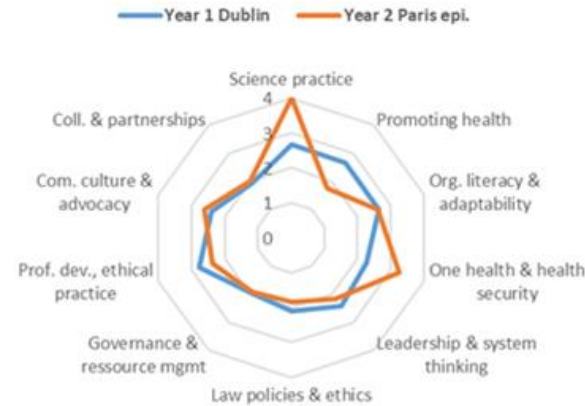 Year 1 Dublin
Year 2 Paris epi.
Science practice
4
3
2
1
0
Promoting health
Org. literacy &
adaptability
One health & health
security
Leadership & system
thinking
Law policies & ethics
Governance &
ressource mgmt
Prof. dev., ethical
practice
Com. culture &
advocacy
Coll. & partnerships